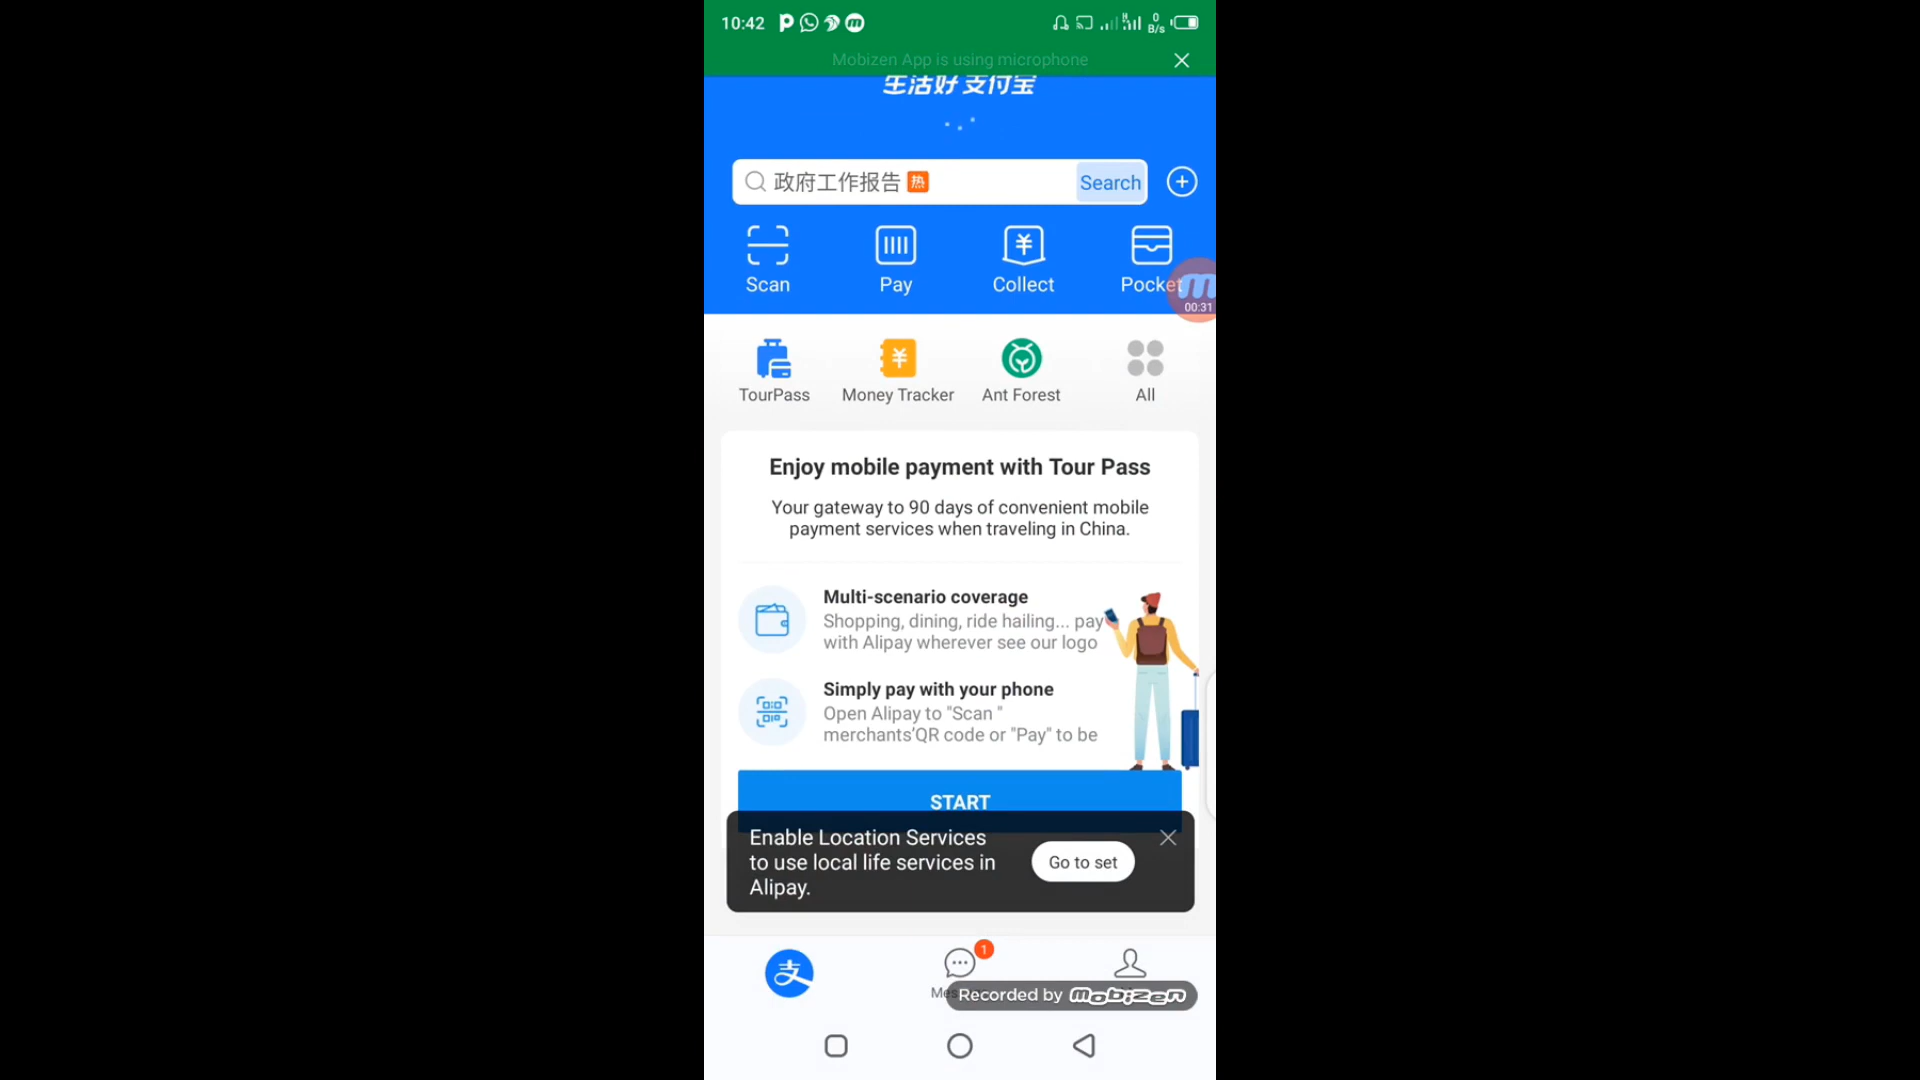 10:42
0
B/s
Mobizen App is using microphone
生活好 支付宝
政府工作报告 热
Search
Scan
Pay
Collect
Pocket
00:31
TourPass
Money Tracker
Ant Forest
All
Enjoy mobile payment with Tour Pass
Your gateway to 90 days of convenient mobile
payment services when traveling in China.
Multi-scenario coverage
Shopping, dining, ride hailing... pay
with Alipay wherever see our logo
Simply pay with your phone
Open Alipay to "Scan "
merchants'QR code or "Pay" to be
START
Enable Location Services
to use local life services in
Alipay.
Go to set
支
1
Recorded by mobizen